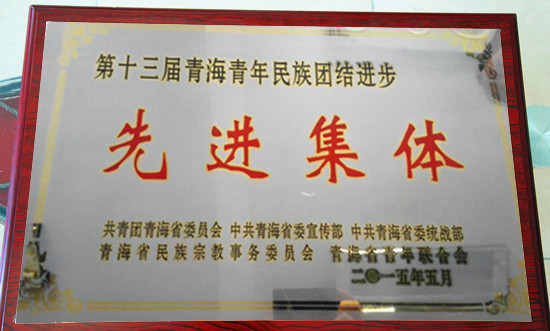 第十三届青海青年民族团结进步
先进集体
共青团青海省委员会 中共青海省委宣传部 中共青海省委统战部
青海省民族宗教事务委员会 青海省青年联合会
二〇一五年五月